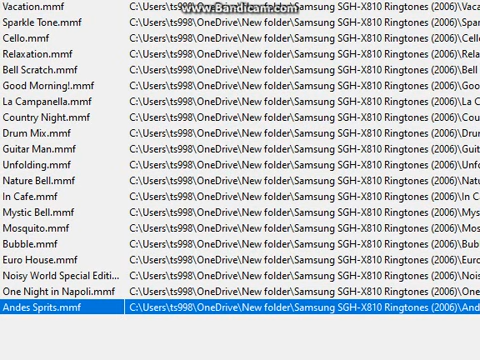 www.Bandicam.com
Vacation.mmf C:\Users\ts998\OneDrive\New folder\Samsung SGH-X810 Ringtones (2006)\Vaca
Sparkle Tone.mmf C:\Users\ts998\OneDrive\New folder\Samsung SGH-X810 Ringtones (2006)\Spar
Cello.mmf C:\Users\ts998\OneDrive\New folder\Samsung SGH-X810 Ringtones (2006)\Cello
Relaxation.mmf C:\Users\ts998\OneDrive\New folder\Samsung SGH-X810 Ringtones (2006)\Relax
Bell Scratch.mmf C:\Users\ts998\OneDrive\New folder\Samsung SGH-X810 Ringtones (2006)\Bell S
Good Morning!.mmf C:\Users\ts998\OneDrive\New folder\Samsung SGH-X810 Ringtones (2006)\Goo
La Campanella.mmf C:\Users\ts998\OneDrive\New folder\Samsung SGH-X810 Ringtones (2006)\La C
Country Night.mmf C:\Users\ts998\OneDrive\New folder\Samsung SGH-X810 Ringtones (2006)\Cou
Drum Mix.mmf C:\Users\ts998\OneDrive\New folder\Samsung SGH-X810 Ringtones (2006)\Dru
Guitar Man.mmf C:\Users\ts998\OneDrive\New folder\Samsung SGH-X810 Ringtones (2006)\Guit
Unfolding.mmf C:\Users\ts998\OneDrive\New folder\Samsung SGH-X810 Ringtones (2006)\Unfo
Nature Bell.mmf C:\Users\ts998\OneDrive\New folder\Samsung SGH-X810 Ringtones (2006)\Natu
In Cafe.mmf C:\Users\ts998\OneDrive\New folder\Samsung SGH-X810 Ringtones (2006)\In C
Mystic Bell.mmf C:\Users\ts998\OneDrive\New folder\Samsung SGH-X810 Ringtones (2006)\Myst
Mosquito.mmf C:\Users\ts998\OneDrive\New folder\Samsung SGH-X810 Ringtones (2006)\Mos
Bubble.mmf C:\Users\ts998\OneDrive\New folder\Samsung SGH-X810 Ringtones (2006)\Bub
Euro House.mmf C:\Users\ts998\OneDrive\New folder\Samsung SGH-X810 Ringtones (2006)\Euro
Noisy World Special Editi... C:\Users\ts998\OneDrive\New folder\Samsung SGH-X810 Ringtones (2006)\Nois
One Night in Napoli.mmf C:\Users\ts998\OneDrive\New folder\Samsung SGH-X810 Ringtones (2006)\One
Andes Sprits.mmf C:\Users\ts998\OneDrive\New folder\Samsung SGH-X810 Ringtones (2006)\And